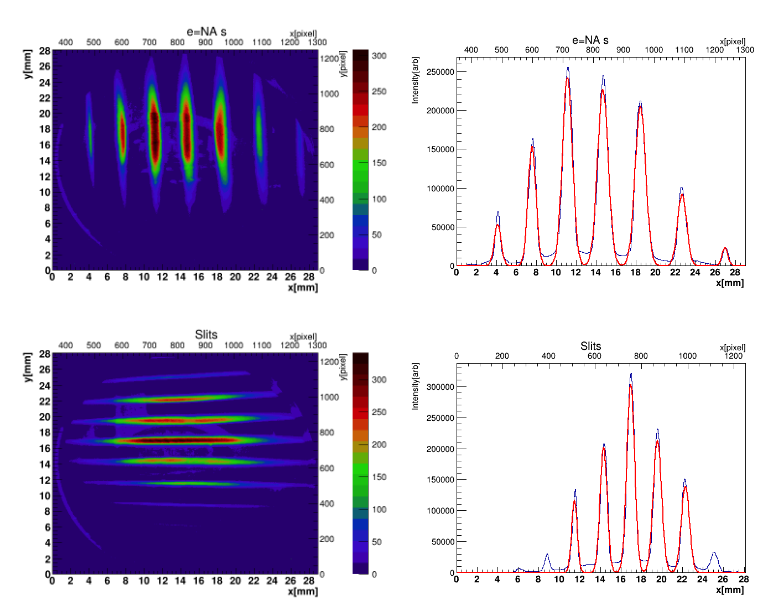 e=NA s
x[pixel]
400 500 600 700 800 900 1000 1100 1200 1300
y[mm]
28
26
24
22
20
18
16
14
12
10
8
6
4
2
0
0 2 4 6 8 10 12 14 16 18 20 22 24 26 28
x[mm]
y[pixel]
1200
1000
800
600
400
200
0
300
250
200
150
100
50
0
e=NA s
x[pixel]
400 500 600 700 800 900 1000 1100 1200 1300
Intensity[arb]
250000
200000
150000
100000
50000
0
0 2 4 6 8 10 12 14 16 18 20 22 24 26 28
x[mm]
Slits
x[pixel]
400 500 600 700 800 900 1000 1100 1200 1300
y[mm]
28
26
24
22
20
18
16
14
12
10
8
6
4
2
0
0 2 4 6 8 10 12 14 16 18 20 22 24 26 28
x[mm]
y[pixel]
1200
1000
800
600
400
200
0
300
250
200
150
100
50
0
Slits
x[pixel]
0 200 400 600 800 1000 1200
Intensity[arb]
300000
250000
200000
150000
100000
50000
0
0 2 4 6 8 10 12 14 16 18 20 22 24 26 28
x[mm]